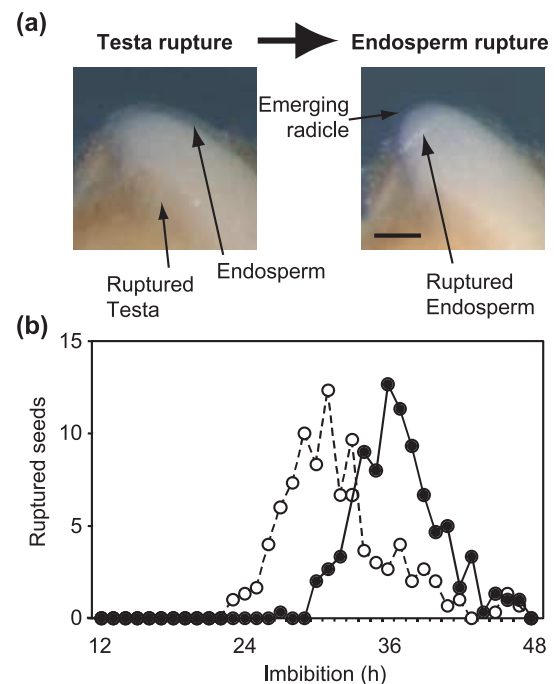 (a)
Testa rupture
Endosperm rupture
Emerging
radicle
Ruptured
Testa
Endosperm
Ruptured
Endosperm
(b)
15
10
5
0
Ruptured seeds
12
24
36
48
Imbibition (h)